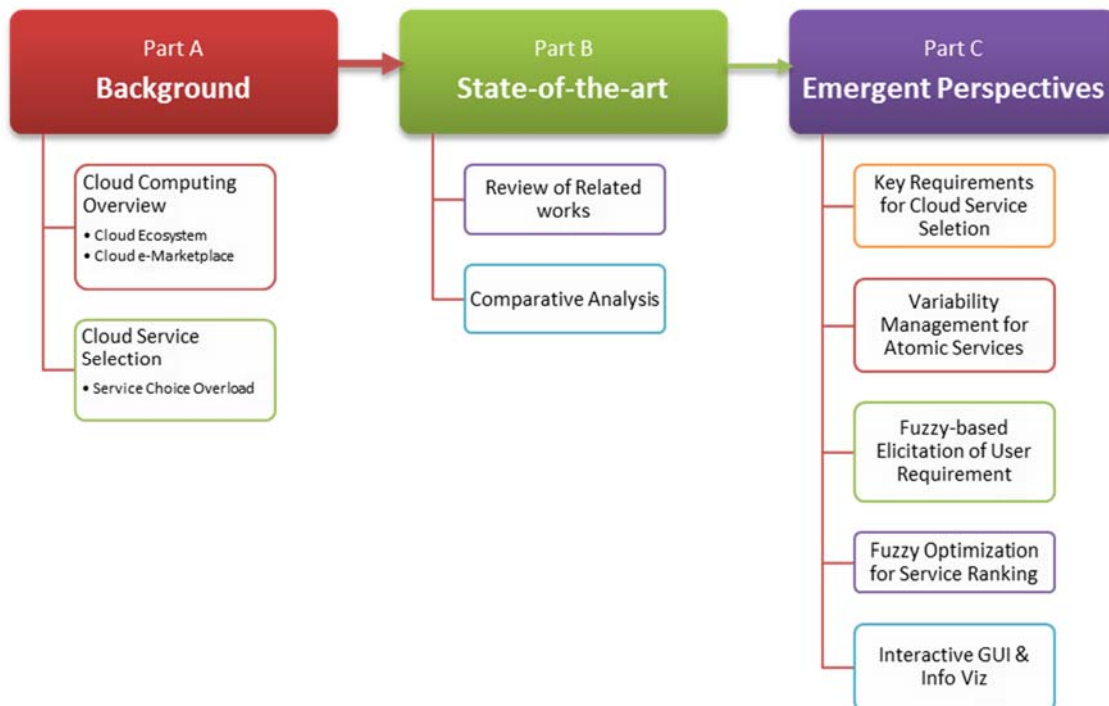 Part A
Background
Cloud Computing
Overview
• Cloud Ecosystem
• Cloud e-Marketplace
Cloud Service
Selection
• Service Choice Overload
Part B
State-of-the-art
Review of Related
works
Comparative Analysis
Part C
Emergent Perspectives
Key Requirements
for Cloud Service
Seletion
Variability
Management for
Atomic Services
Fuzzy-based
Elicitation of User
Requirement
Fuzzy Optimization
for Service Ranking
Interactive GUI &
Info Viz